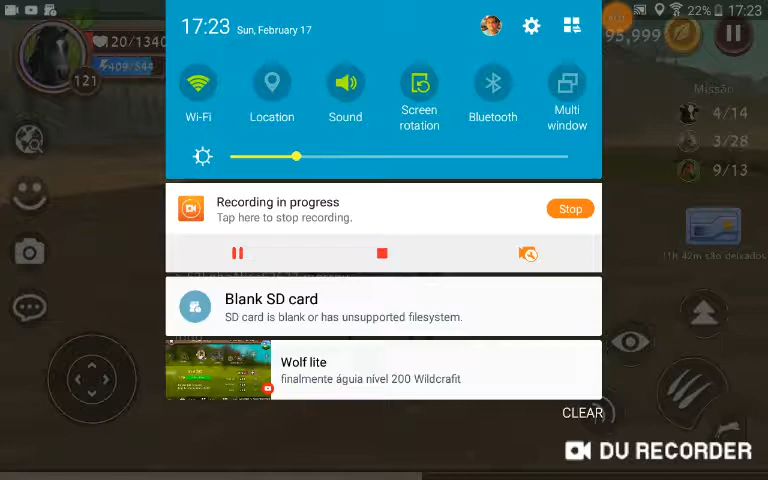 22% 17:23
17:23 Sun, February 17
120/1340
409/844
121
95,999
Wi-Fi
Location
Sound
Screen rotation
Bluetooth
Multi window
Missão
4/14
3/28
9/13
Recording in progress
Tap here to stop recording.
Stop
11h 42m são deixados
Blank SD card
SD card is blank or has unsupported filesystem.
Wolf lite
finalmente águia nível 200 Wildcrafit
CLEAR
DU RECORDER